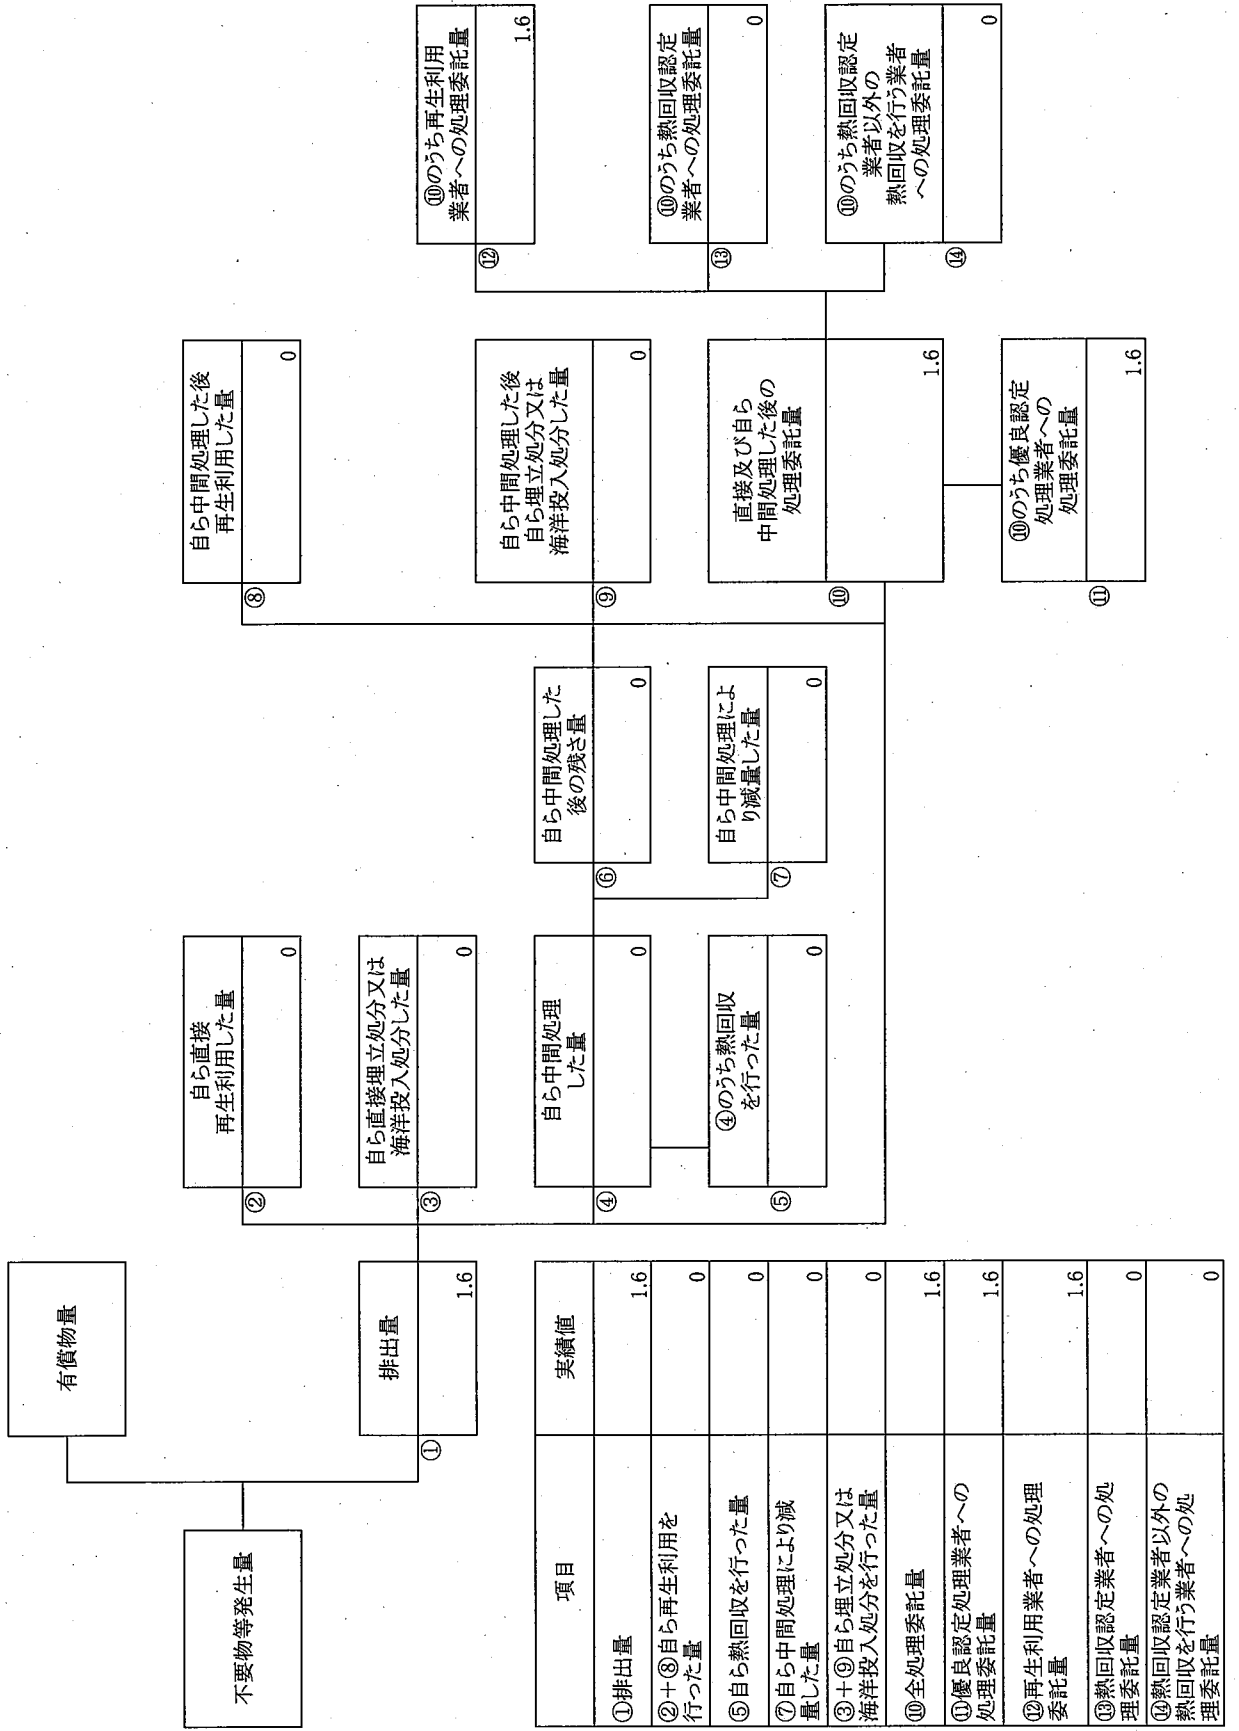 不要物等発生量
有償物量
排出量
①
1.6
自ら直接
再生利用した量
②
0
自ら直接埋立処分又は
海洋投入処分した量
③
0
自ら中間処理
した量
④
0
④のうち熱回収
を行った量
⑤
0
自ら中間処理した
後の残さ量
⑥
0
自ら中間処理によ
り減量した量
⑦
0
自ら中間処理した後
再生利用した量
⑧
0
自ら中間処理した後
自ら埋立処分又は
海洋投入処分した量
⑨
0
直接及び自ら
中間処理した後の
処理委託量
⑩
1.6
⑩のうち優良認定
処理業者への
処理委託量
⑪
1.6
⑩のうち再生利用
業者への処理委託量
⑫
1.6
⑩のうち熱回収認定
業者への処理委託量
⑬
0
⑩のうち熱回収認定
業者以外の
熱回収を行う業者
への処理委託量
⑭
0
項目 実績値
①排出量 1.6
②+⑧自ら再生利用を
行った量 0
⑤自ら熱回収を行った量 0
⑦自ら中間処理により減
量した量 0
③+⑨自ら埋立処分又は
海洋投入処分を行った量 0
⑩全処理委託量 1.6
⑪優良認定処理業者への
処理委託量 1.6
⑫再生利用業者への処理
委託量 1.6
⑬熱回収認定業者への処
理委託量 0
⑭熱回収認定業者以外の
熱回収を行う業者への処
理委託量 0